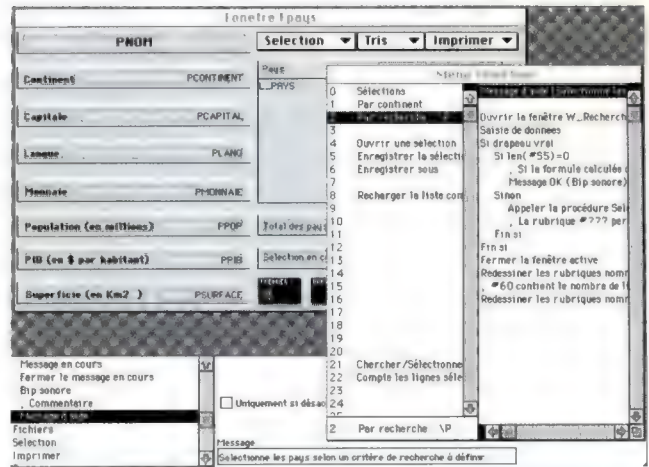 Fenetre Ipays
PNOM
Selection
Tris
Imprimer
Continent PCONTINENT
Capitale PCAPITAL
Langue PLANG
Monnaie PMONNAIE
Population (en millions) PPOP
PIB (en $ par habitant) PPIB
Superficie (en Km2 ) PSURFACE
Pays
L_PAYS
Total des pays
Selection en
0 Sélections
1 Par continent
2 Par recherche \P
3
4 Ouvrir une sélection
5 Enregistrer la sélecti
6 Enregistrer sous
7
8 Recharger la liste com
9
10
11
12
13
14
15
16
17
18
19
20
21 Chercher/Sélectionne
22 Compte les lignes séle
23
24
2 Par recherche \P
Ouvrir la fenêtre W_Recherch
Saisie de donnees
Si drapeau vrai
Si len( #55)=0
, Si la formule calculée
Message OK (Bip sonore)
Sinon
Appeler la procédure Sele
, La rubrique #??? per
Fin si
Fin si
Fermer la fenêtre active
Redessiner les rubriques nomm
, #60 contient le nombre de
Redessiner les rubriques nomm
Message en cours
Fermer le message en cours
Bip sonore
, Commentaire
Fichiers
Selection
Imprimer
Uniquement si désac
Message
Selectionne les pays selon un critère de recherche à définir